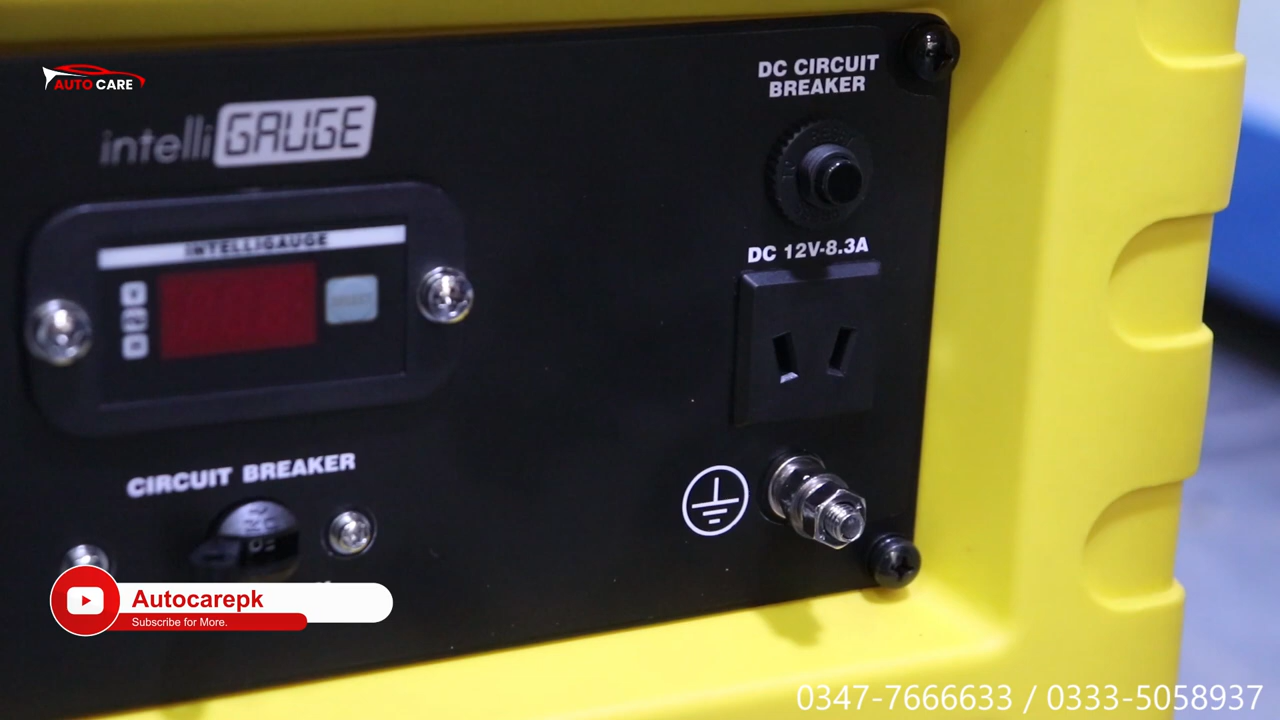 AUTO CARE
intelliGAUGE
INTELLIGAUGE
CIRCUIT BREAKER
DC CIRCUIT
BREAKER
DC 12V-8.3A
Autocarepk
Subscribe for More.
0347-7666633 / 0333-5058937